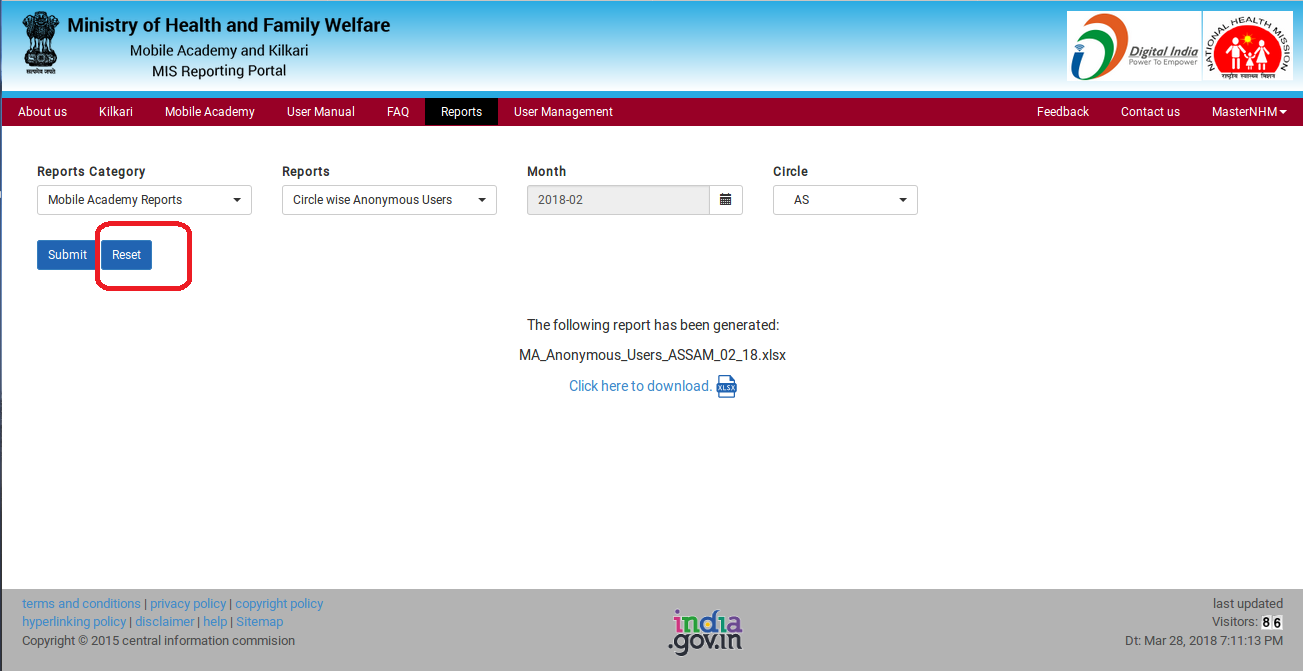 Ministry of Health and Family Welfare
Mobile Academy and Kilkari
MIS Reporting Portal
सत्यमेव जयते
Digital India
Power To Empower
NATIONAL HEALTH MISSION
राष्ट्रीय स्वास्थ्य मिशन
About us Kilkari Mobile Academy User Manual FAQ Reports User Management Feedback Contact us MasterNHM
Reports Category Reports Month Circle
Mobile Academy Reports Circle wise Anonymous Users 2018-02 AS
Submit Reset
The following report has been generated:
MA_Anonymous_Users_ASSAM_02_18.xlsx
Click here to download. XLSX
terms and conditions | privacy policy | copyright policy
hyperlinking policy | disclaimer | help | Sitemap
Copyright © 2015 central information commision
india
.gov.in
last updated
Visitors: 86
Dt: Mar 28, 2018 7:11:13 PM